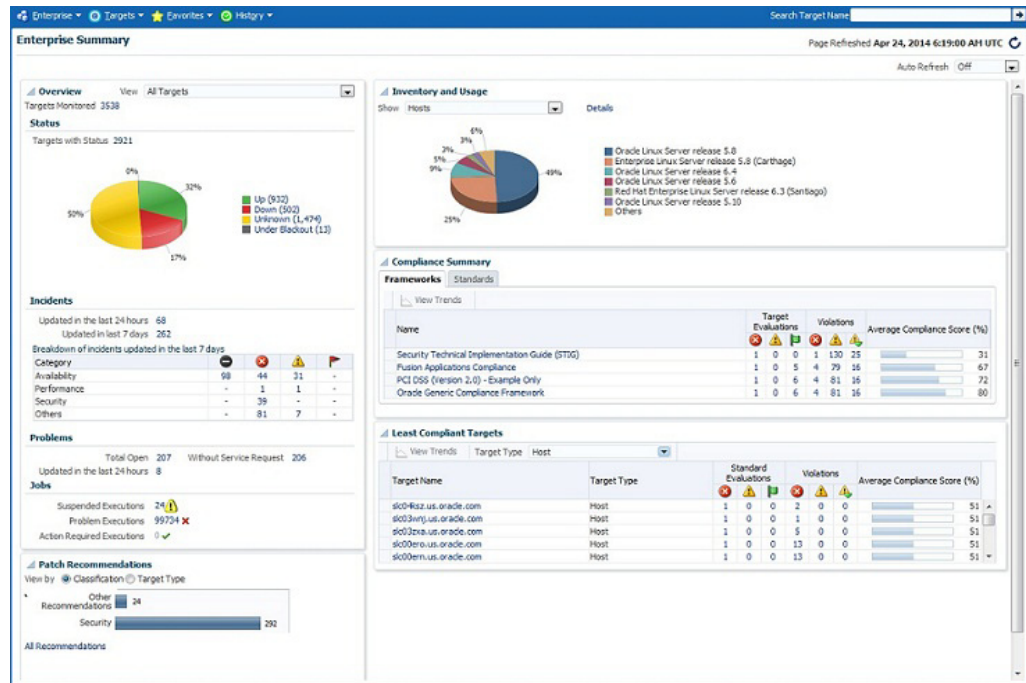 Enterprise Targets Favorites History Search Target Name
Enterprise Summary
Page Refreshed Apr 24, 2014 6:19:00 AM UTC
Auto Refresh Off
Overview View All Targets
Targets Monitored 3538
Status
Targets with Status 2921
0%
32%
50%
17%
Up (932)
Down (502)
Unknown (1,474)
Under Blackout (13)
Incidents
Updated in the last 24 hours 68
Updated in last 7 days 262
Breakdown of incidents updated in the last 7 days
Category
Availability 98 44 31 -
Performance - 1 1 -
Security - 39 - -
Others - 81 7 -
Problems
Total Open 207 Without Service Request 206
Updated in the last 24 hours 8
Jobs
Suspended Executions 24
Problem Executions 99734
Action Required Executions 0
Patch Recommendations
View by Classification Target Type
Other
Recommendations 24
Security 292
All Recommendations
Inventory and Usage
Show Hosts Details
6%
3%
3%
5%
9%
49%
25%
Oracle Linux Server release 5.8
Enterprise Linux Server release 5.8 (Carthage)
Oracle Linux Server release 6.4
Oracle Linux Server release 5.6
Red Hat Enterprise Linux Server release 6.3 (Santiago)
Oracle Linux Server release 5.10
Others
Compliance Summary
Frameworks Standards
View Trends
Name
Target
Evaluations
Violations
Average Compliance Score (%)
Security Technical Implementation Guide (STIG) 1 0 0 1 130 25 31
Fusion Applications Compliance 1 0 5 4 79 16 67
PCI DSS (Version 2.0) - Example Only 1 0 6 4 81 16 72
Oracle Generic Compliance Framework 1 0 6 4 81 16 80
Least Compliant Targets
View Trends Target Type Host
Target Name
Target Type
Standard
Evaluations
Violations
Average Compliance Score (%)
slc04ksz.us.oracle.com Host 1 0 0 2 0 0 51
slc03wnj.us.oracle.com Host 1 0 0 1 0 0 51
slc03zxa.us.oracle.com Host 1 0 0 5 0 0 51
slc00ero.us.oracle.com Host 1 0 0 13 0 0 51
slc00ern.us.oracle.com Host 1 0 0 13 0 0 51